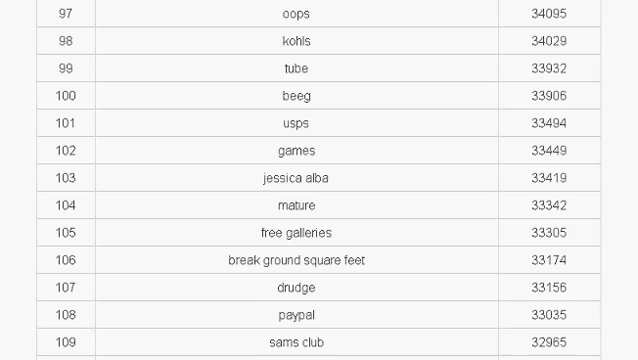 97 oops 34095
98 kohls 34029
99 tube 33932
100 beeg 33906
101 usps 33494
102 games 33449
103 jessica alba 33419
104 mature 33342
105 free galleries 33305
106 break ground square feet 33174
107 drudge 33156
108 paypal 33035
109 sams club 32965